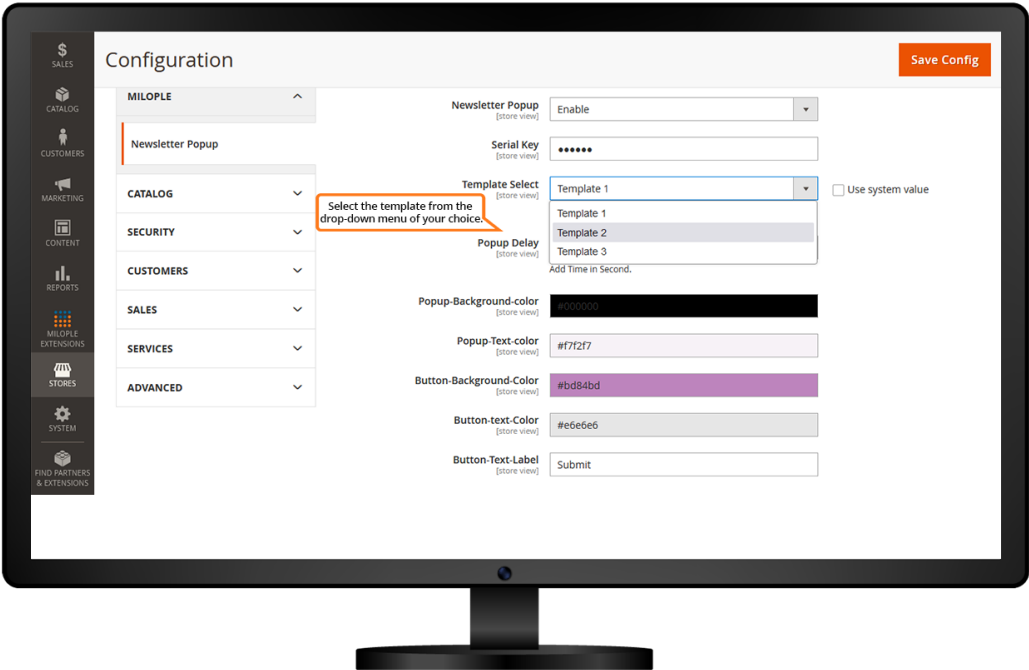 $
SALES
CATALOG
CUSTOMERS
MARKETING
CONTENT
REPORTS
MILOPLE
EXTENSIONS
STORES
SYSTEM
FIND PARTNERS
& EXTENSIONS
Configuration
Save Config
MILOPLE
Newsletter Popup
CATALOG
SECURITY
CUSTOMERS
SALES
SERVICES
ADVANCED
Newsletter Popup
[store view]
Enable
Serial Key
[store view]
••••••
Template Select
[store view]
Template 1
Use system value
Template 1
Template 2
Template 3
Select the template from the
drop-down menu of your choice.
Popup Delay
[store view]
Add Time in Second.
Popup-Background-color
[store view]
#000000
Popup-Text-color
[store view]
#f7f2f7
Button-Background-Color
[store view]
#bd84bd
Button-text-Color
[store view]
#e6e6e6
Button-Text-Label
[store view]
Submit